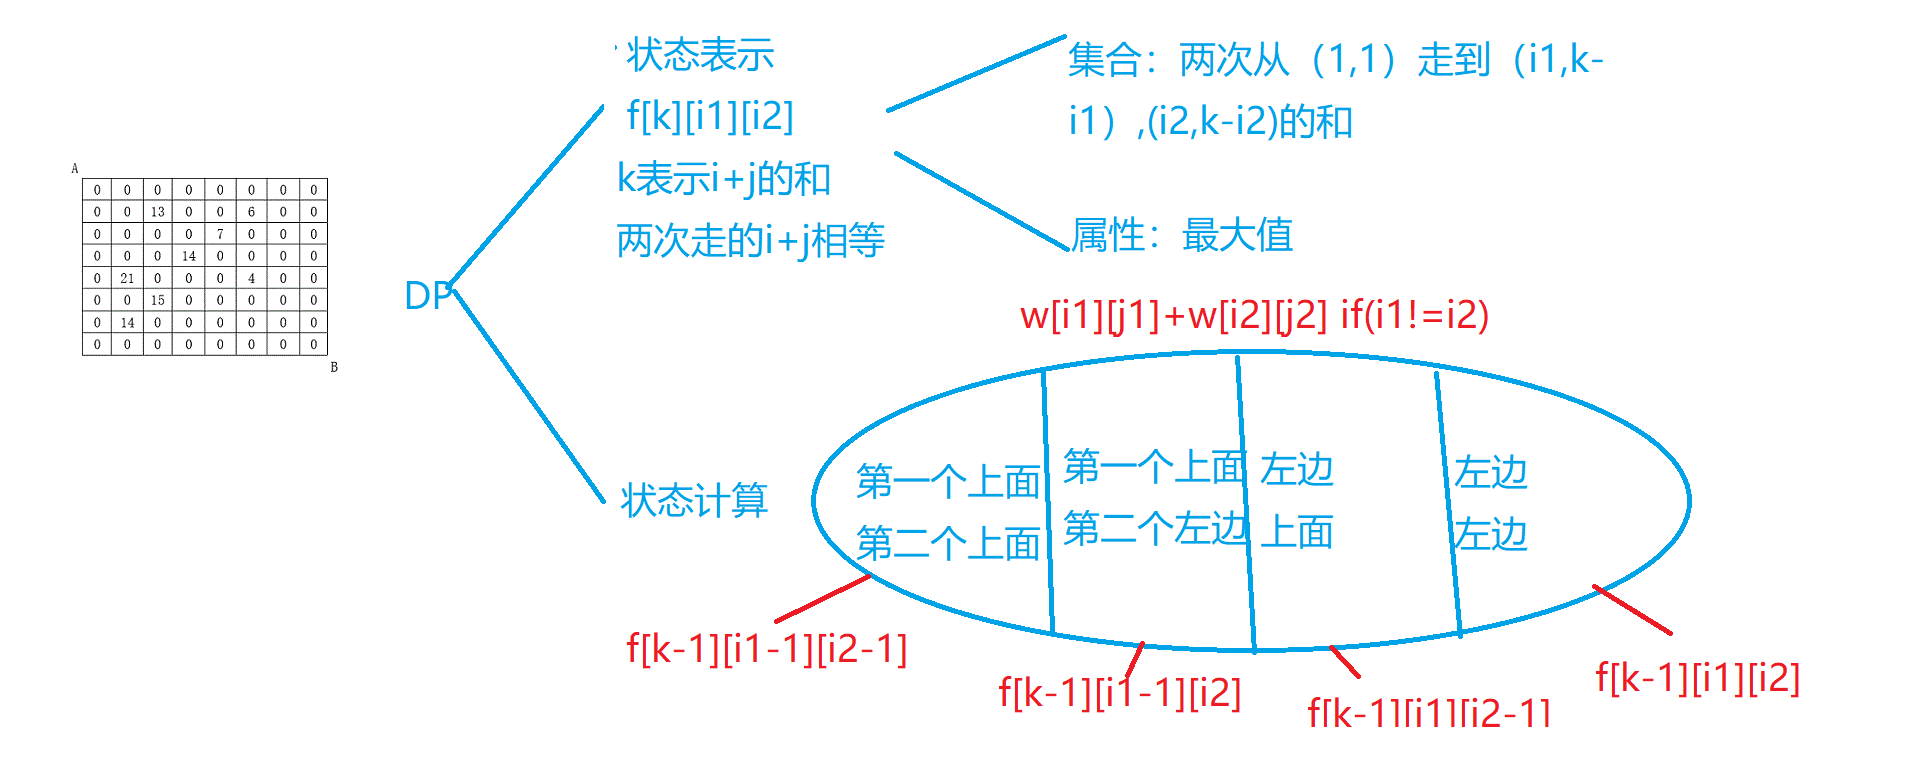 状态表示
f[k][i1][i2]
k表示i+j的和
两次走的i+j相等
集合：两次从（1,1）走到（i1,k-
i1）,(i2,k-i2)的和
属性：最大值
A
0 0 0 0 0 0 0 0
0 0 13 0 0 6 0 0
0 0 0 0 7 0 0 0
0 0 0 14 0 0 0 0
0 21 0 0 0 4 0 0
0 0 15 0 0 0 0 0
0 14 0 0 0 0 0 0
0 0 0 0 0 0 0 0
B
DP
w[i1][j1]+w[i2][j2] if(i1!=i2)
状态计算
第一个上面
第二个上面
第一个上面
第二个左边
左边
上面
左边
左边
f[k-1][i1-1][i2-1]
f[k-1][i1-1][i2]
f[k-1][i1][i2-1]
f[k-1][i1][i2]